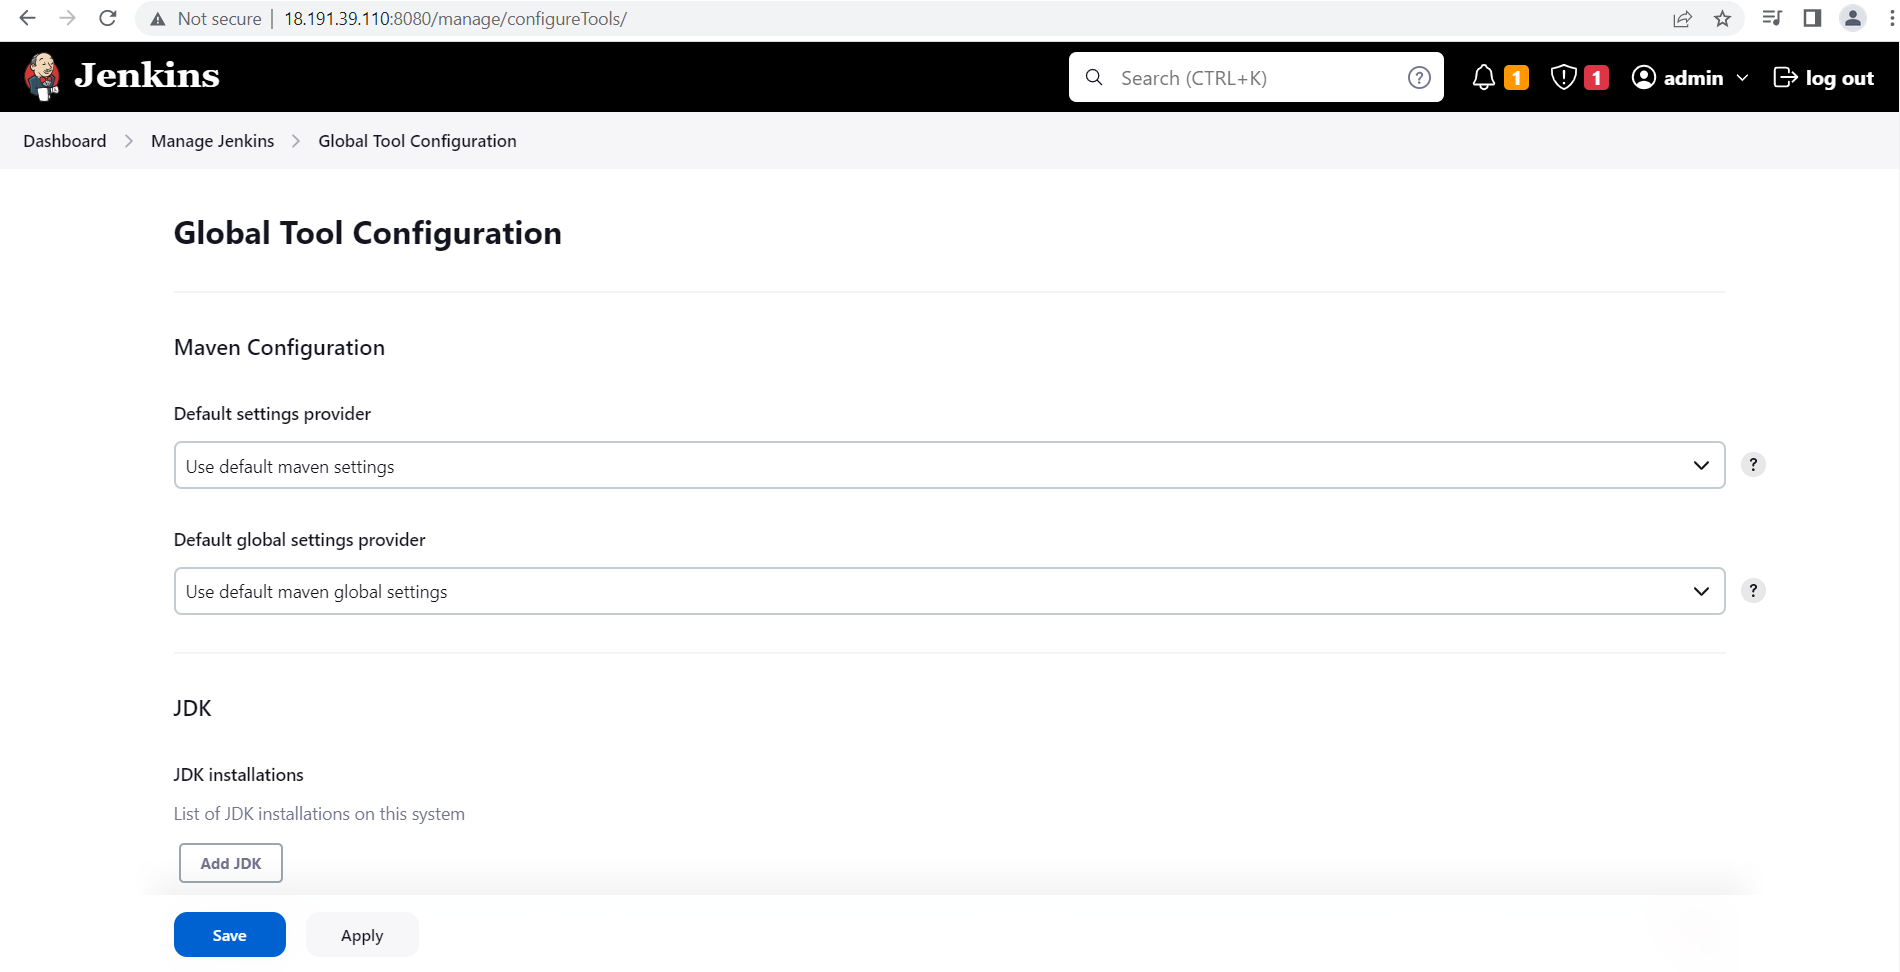 Not secure | 18.191.39.110:8080/manage/configureTools/
Jenkins
Search (CTRL+K) ? 1 1 admin log out
Dashboard > Manage Jenkins > Global Tool Configuration
Global Tool Configuration
Maven Configuration
Default settings provider
Use default maven settings ?
Default global settings provider
Use default maven global settings ?
JDK
JDK installations
List of JDK installations on this system
Add JDK
Save Apply